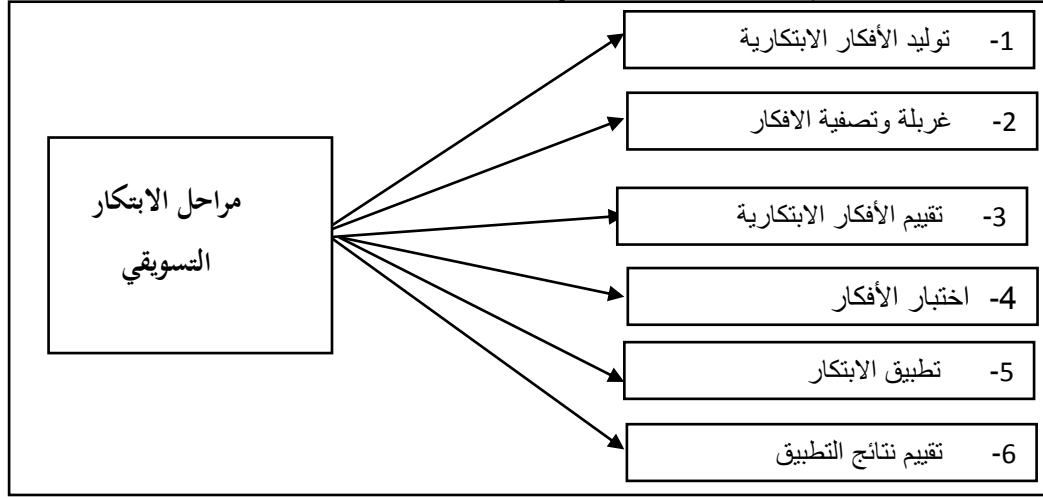 مراحل الابتكار
التسويقي
1- توليد الأفكار الابتكارية
2- غربلة وتصفية الافكار
3- تقييم الأفكار الابتكارية
4- اختبار الأفكار
5- تطبيق الابتكار
6- تقييم نتائج التطبيق